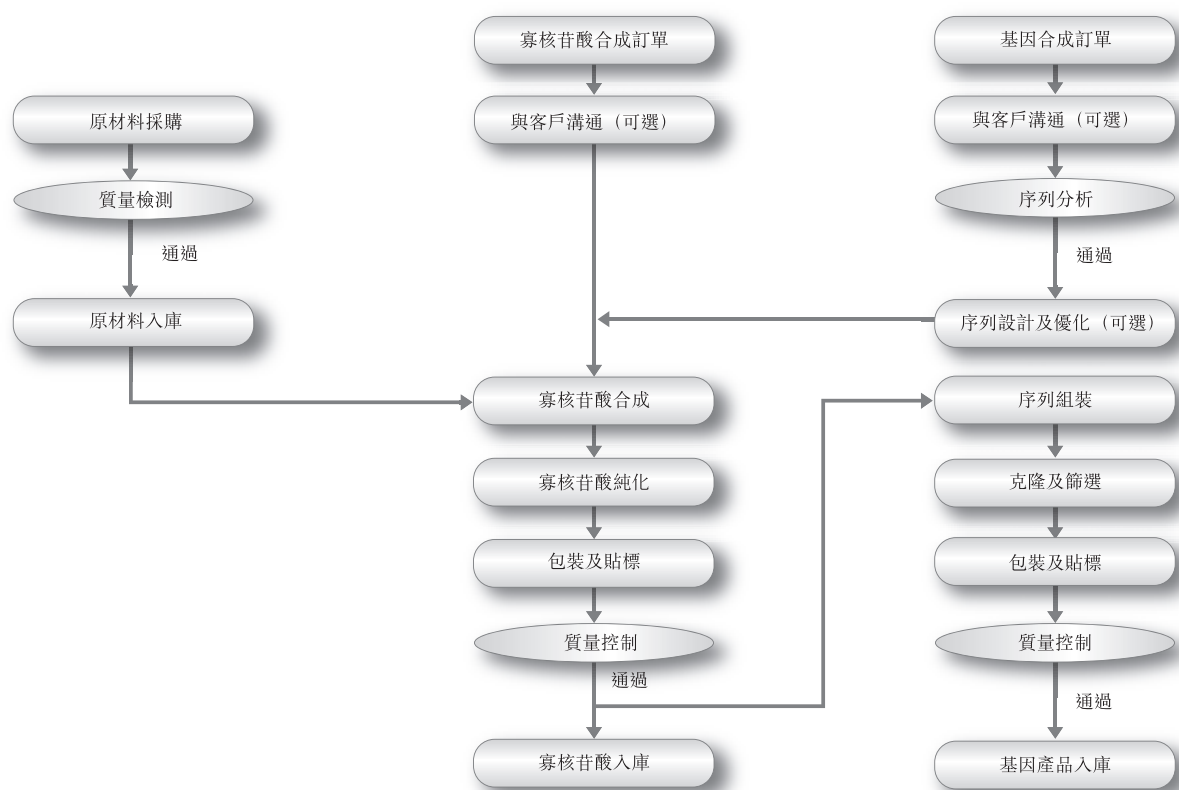 原材料採購
質量檢測
通過
原材料入庫
寡核苷酸合成訂單
與客戶溝通（可選）
寡核苷酸合成
寡核苷酸純化
包裝及貼標
質量控制
通過
寡核苷酸入庫
基因合成訂單
與客戶溝通（可選）
序列分析
通過
序列設計及優化（可選）
序列組裝
克隆及篩選
包裝及貼標
質量控制
通過
基因產品入庫